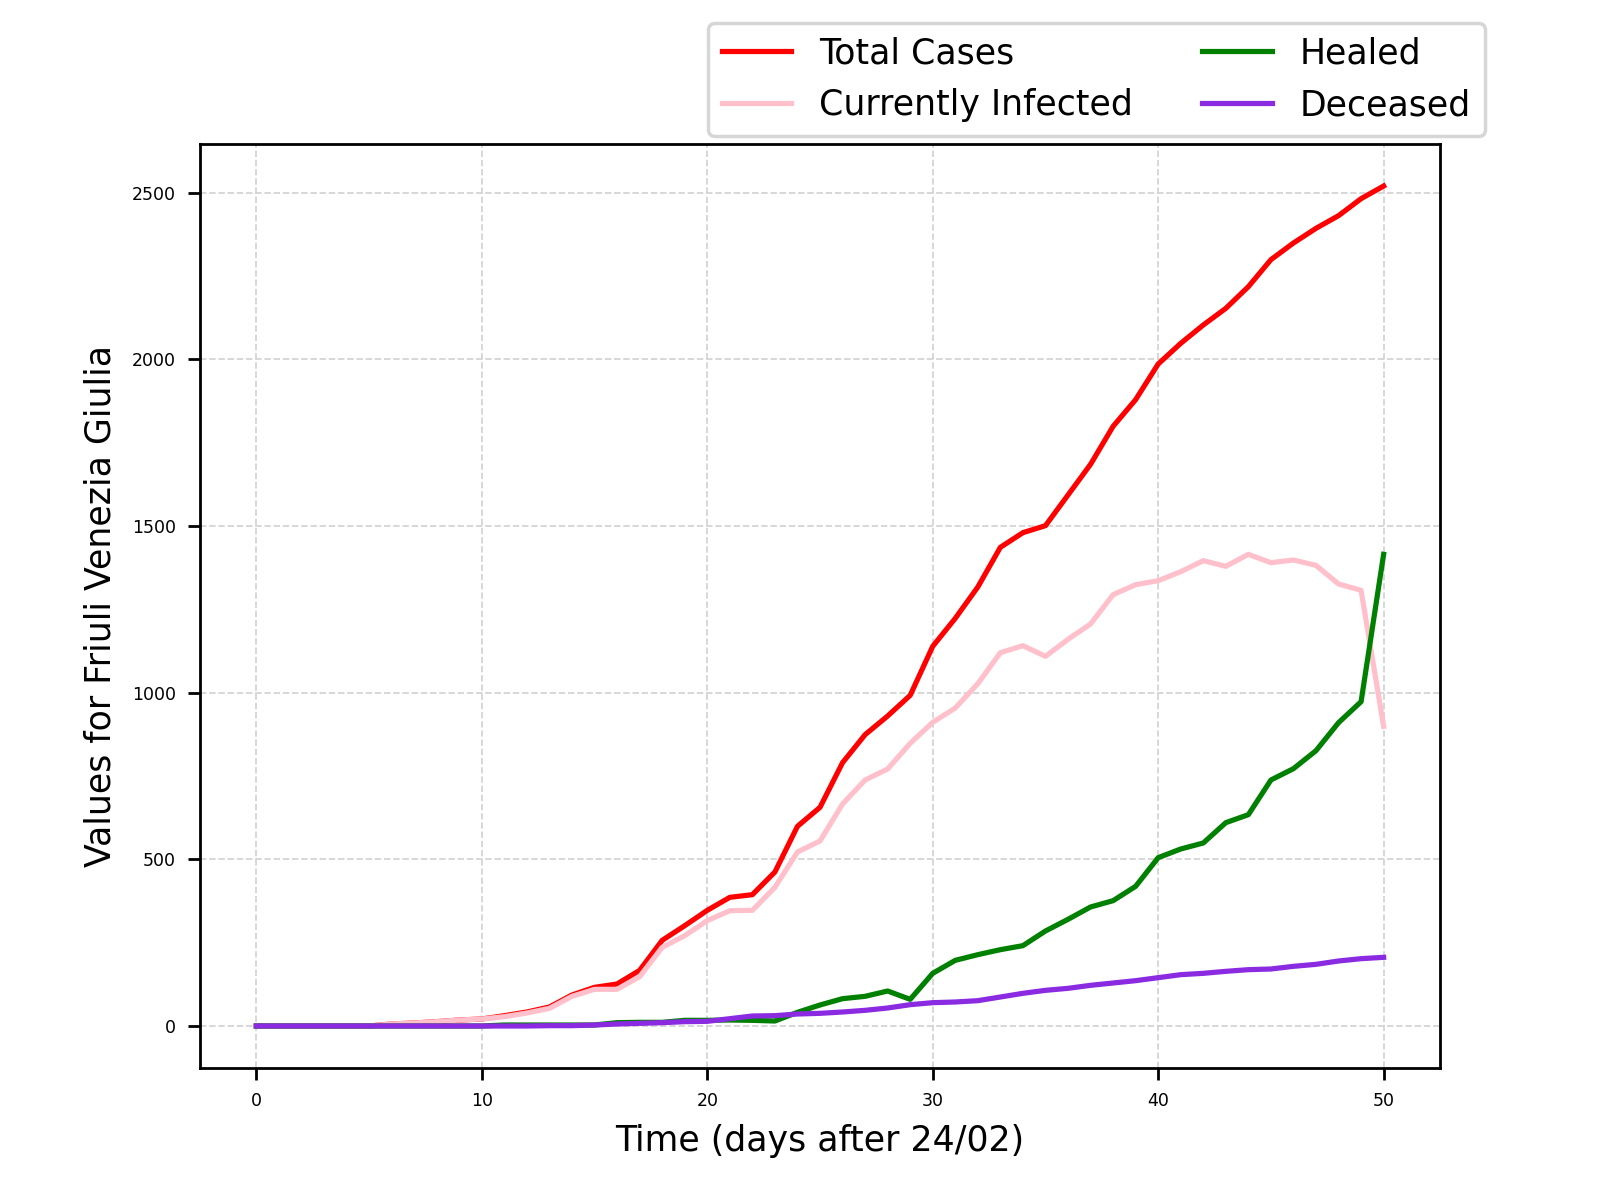 Total Cases
Currently Infected
Healed
Deceased
Values for Friuli Venezia Giulia
2500
2000
1500
1000
500
0
0 10 20 30 40 50
Time (days after 24/02)